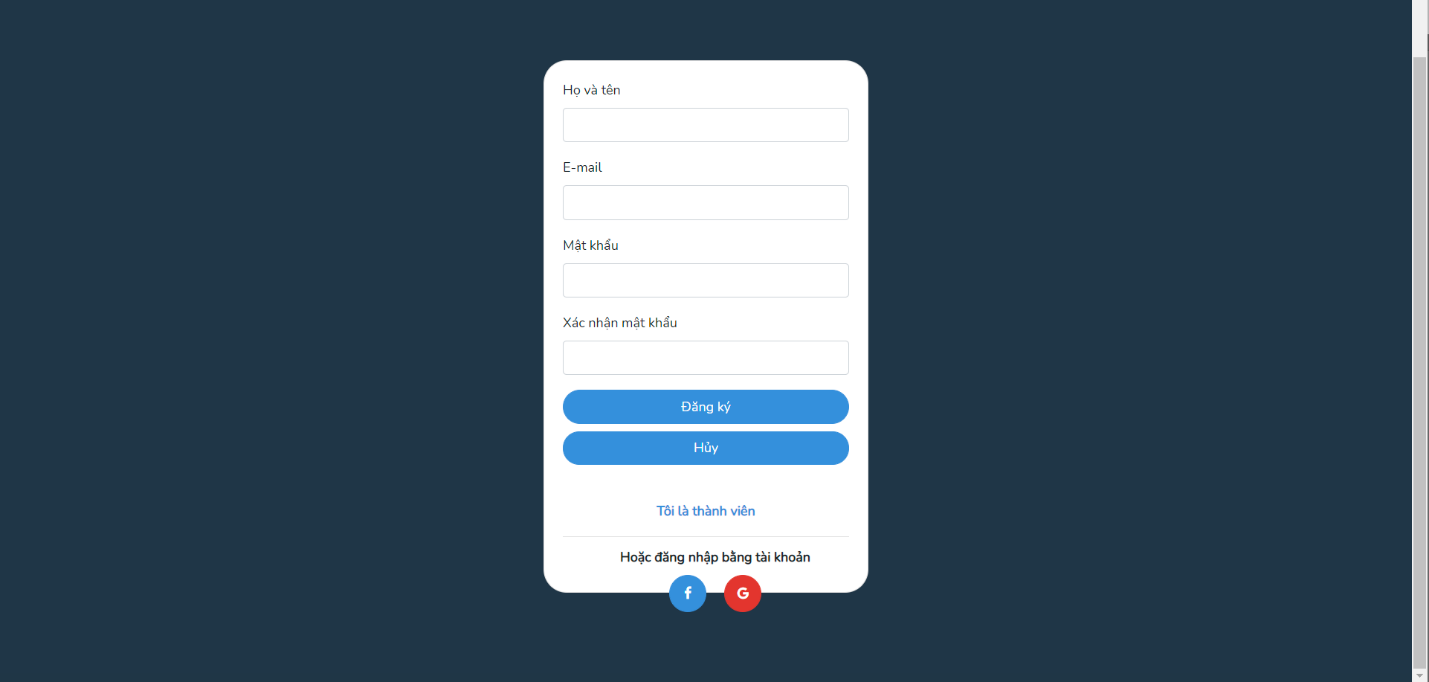 Họ và tên
E-mail
Mật khẩu
Xác nhận mật khẩu
Đăng ký
Hủy
Tôi là thành viên
Hoặc đăng nhập bằng tài khoản
f G